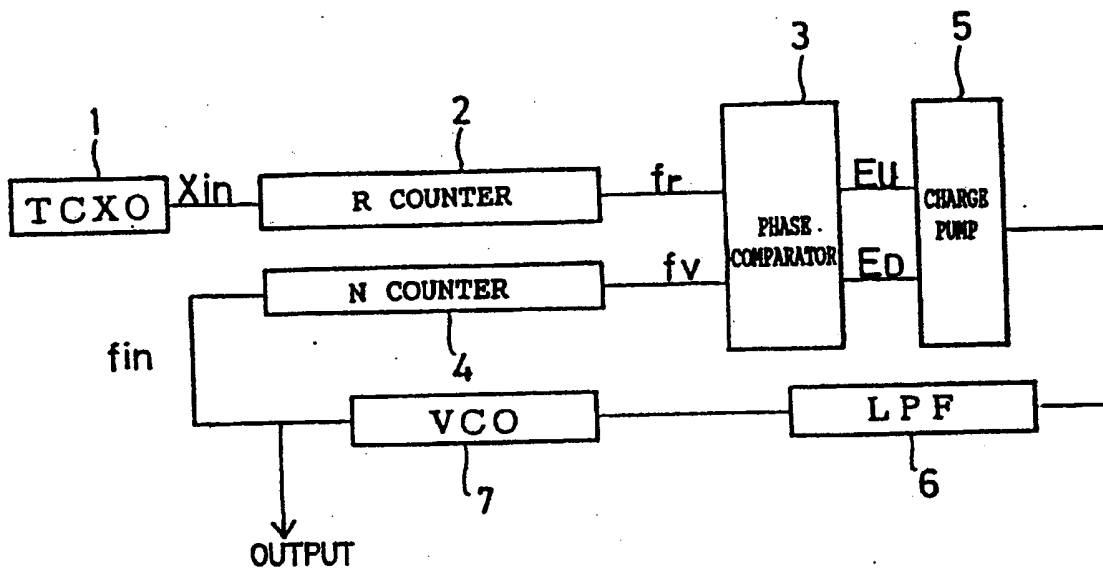 1
2
3
5
TCXO
Xin
R COUNTER
fr
PHASE
COMPARATOR
EU
CHARGE
PUMP
N COUNTER
fv
ED
fin
4
VCO
LPF
7
6
OUTPUT